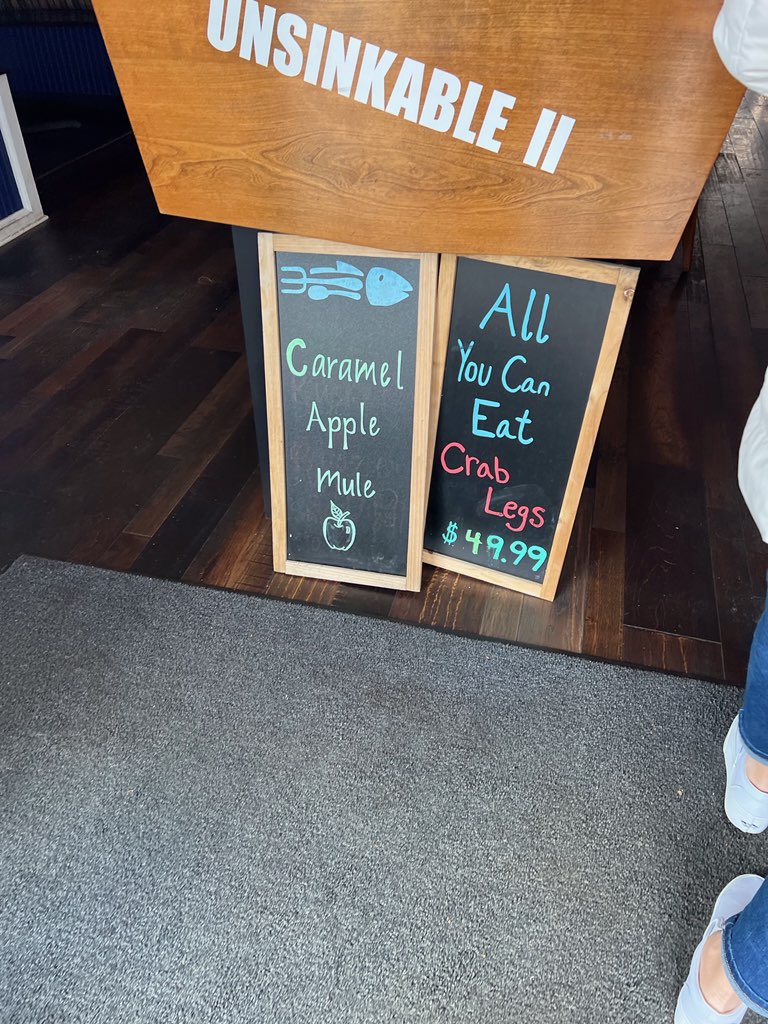 UNSINKABLE II
Caramel
Apple
Mule
All
You Can
Eat
Crab
Legs
$49.99